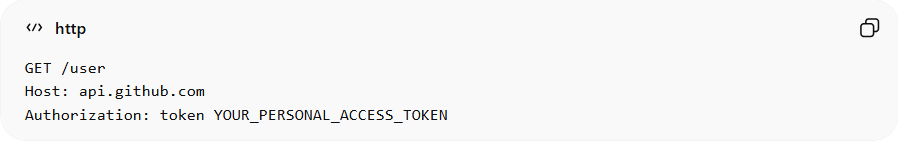 http
GET /user
Host: api.github.com
Authorization: token YOUR_PERSONAL_ACCESS_TOKEN